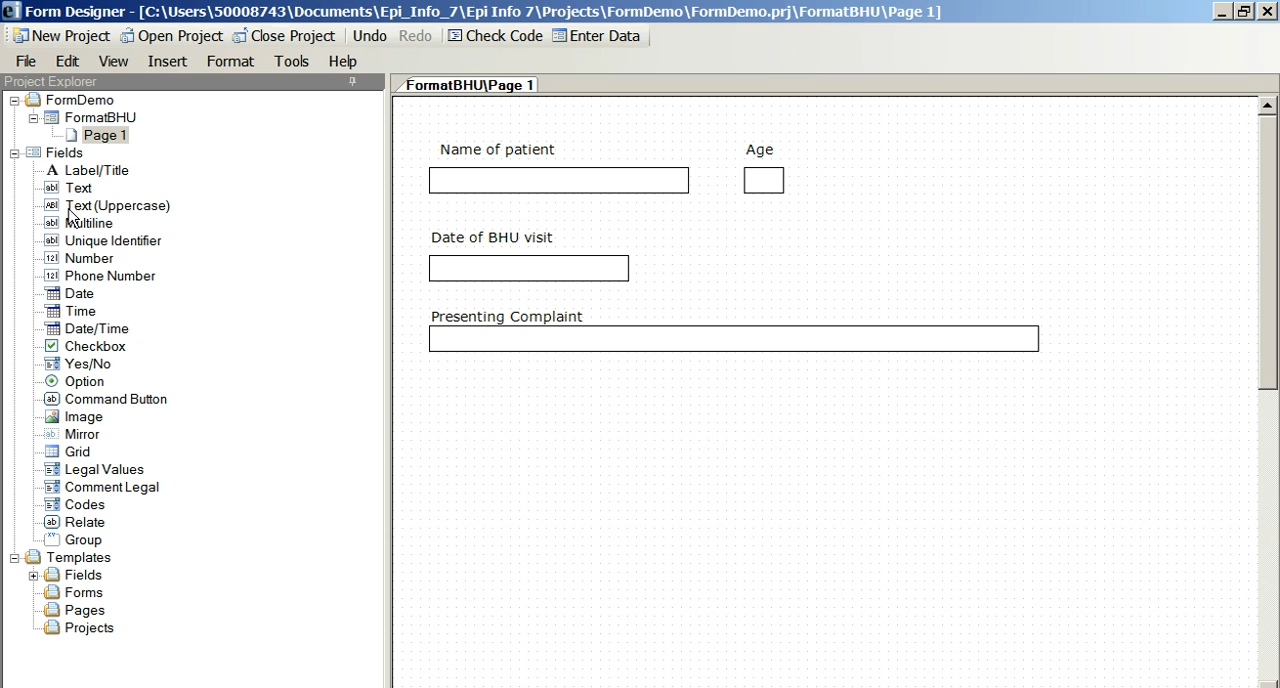 Form Designer - [C:\Users\50008743\Documents\Epi_Info_7\Epi Info 7\Projects\FormDemo\FormDemo.prj\FormatBHU\Page 1]
New Project Open Project Close Project Undo Redo Check Code Enter Data
File Edit View Insert Format Tools Help
Project Explorer
FormDemo
FormatBHU
Page 1
Fields
Label/Title
Text
Text (Uppercase)
Multiline
Unique Identifier
Number
Phone Number
Date
Time
Date/Time
Checkbox
Yes/No
Option
Command Button
Image
Mirror
Grid
Legal Values
Comment Legal
Codes
Relate
Group
Templates
Fields
Forms
Pages
Projects
FormatBHU\Page 1
Name of patient Age
Date of BHU visit
Presenting Complaint